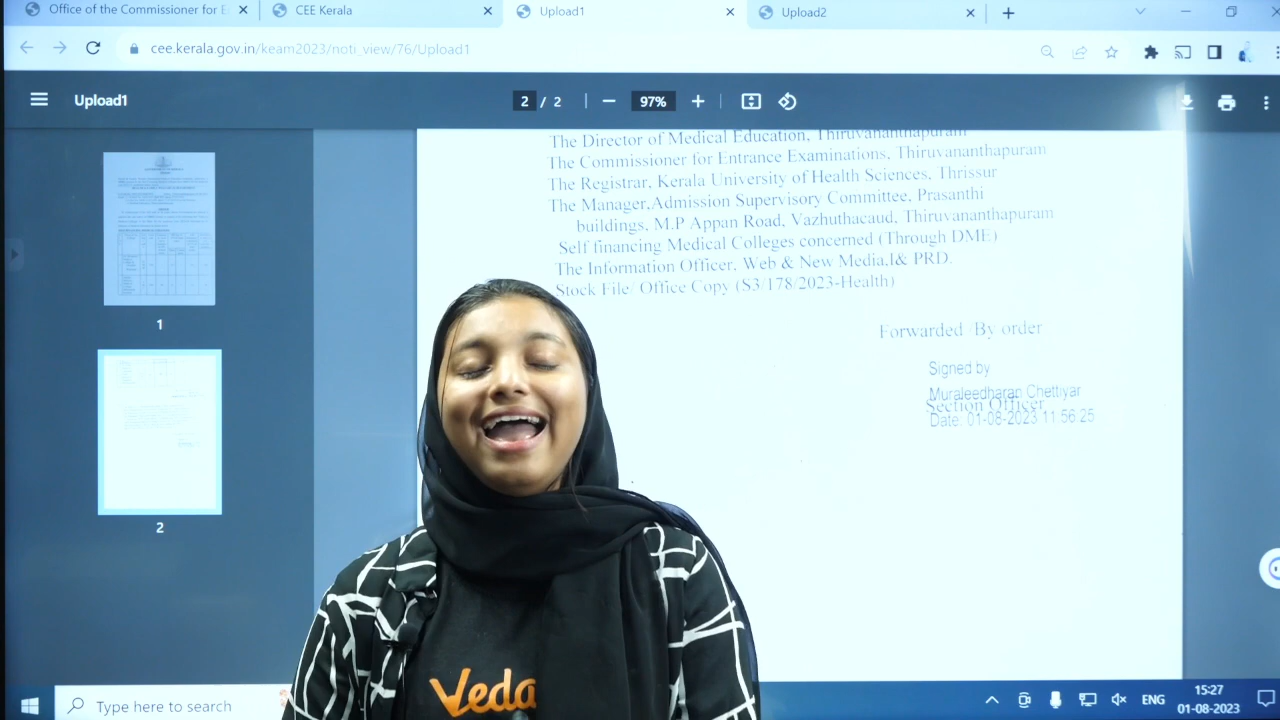 Office of the Commissioner for E
CEE Kerala
Upload1
Upload2
cee.kerala.gov.in/keam2023/noti_view/76/Upload1
Upload1
2 / 2
97%
The Director of Medical Education, Thiruvananthapuram
The Commissioner for Entrance Examinations, Thiruvananthapuram
The Registrar, Kerala University of Health Sciences, Thrissur
The Manager,Admission Supervisory Committee, Prasanthi
buildings, M.P Appan Road, Vazhuthacaud, Thiruvananthapuram
Self financing Medical Colleges concerned (Through DME)
The Information Officer, Web & New Media,I& PRD.
Stock File/ Office Copy (S3/178/2023-Health)
Forwarded /By order
Signed by
Muraleedharan Chettiyar
Section Officer
Date: 01-08-2023 11:56:25
1
2
Veda
Type here to search
ENG
15:27
01-08-2023